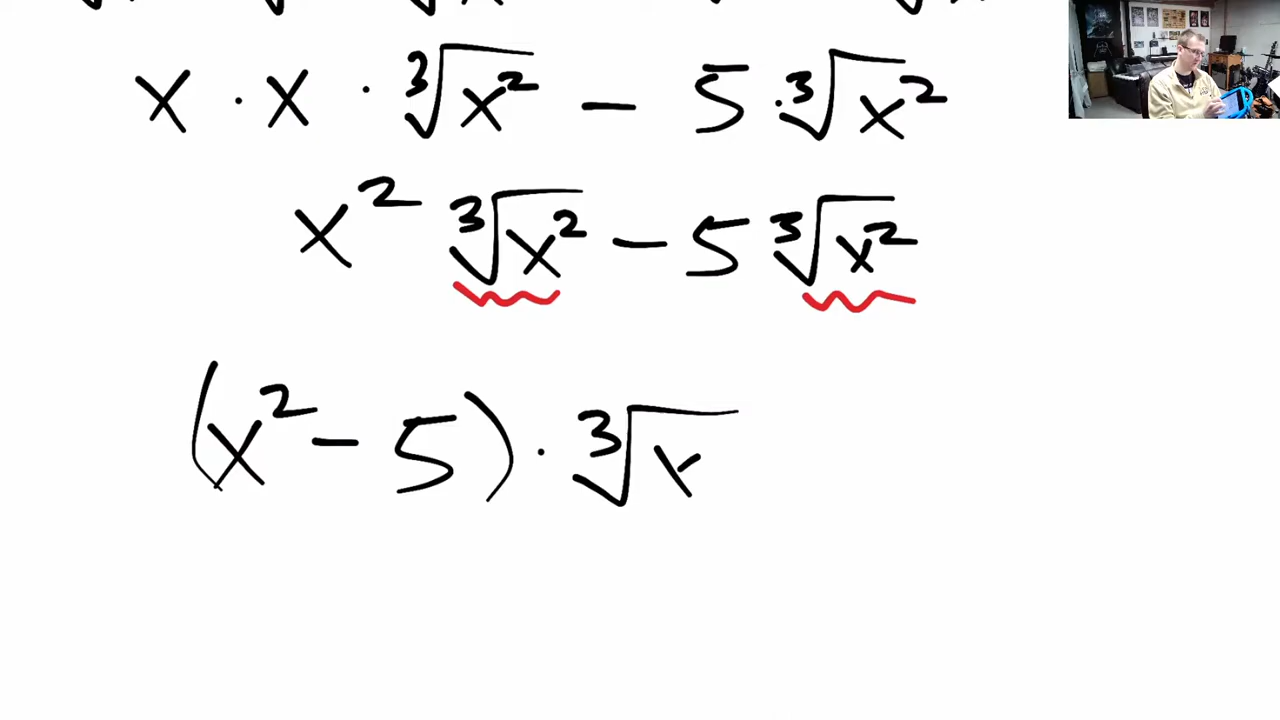 x · x · ∛x² − 5 · ∛x²
x² ∛x² − 5 ∛x²
(x² − 5) · ∛x